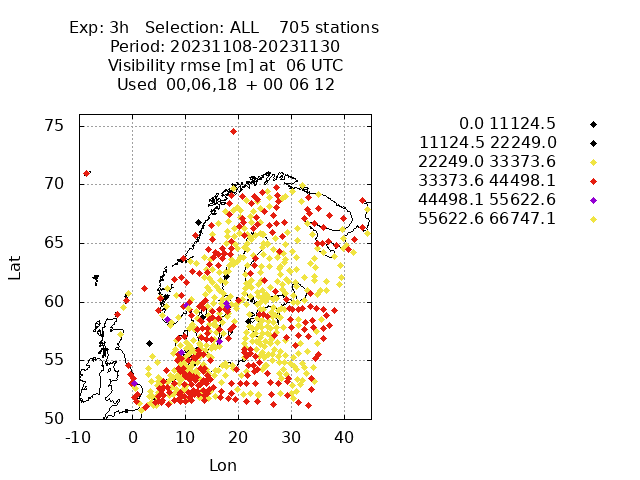 Exp: 3h   Selection: ALL    705 stations
Period: 20231108-20231130
Visibility rmse [m] at  06 UTC
Used  00,06,18  + 00 06 12
0.0 11124.5
11124.5 22249.0
22249.0 33373.6
33373.6 44498.1
44498.1 55622.6
55622.6 66747.1
75
70
65
60
55
50
Lat
-10 0 10 20 30 40
Lon